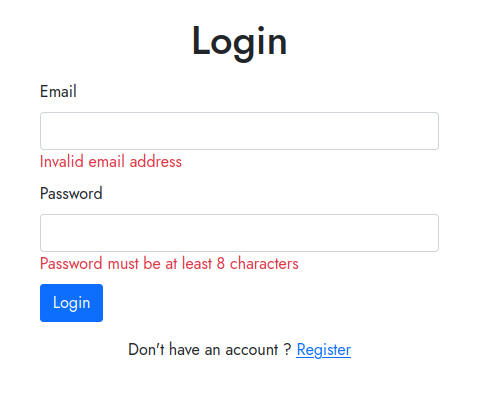 Login
Email
Invalid email address
Password
Password must be at least 8 characters
Login
Don't have an account ? Register